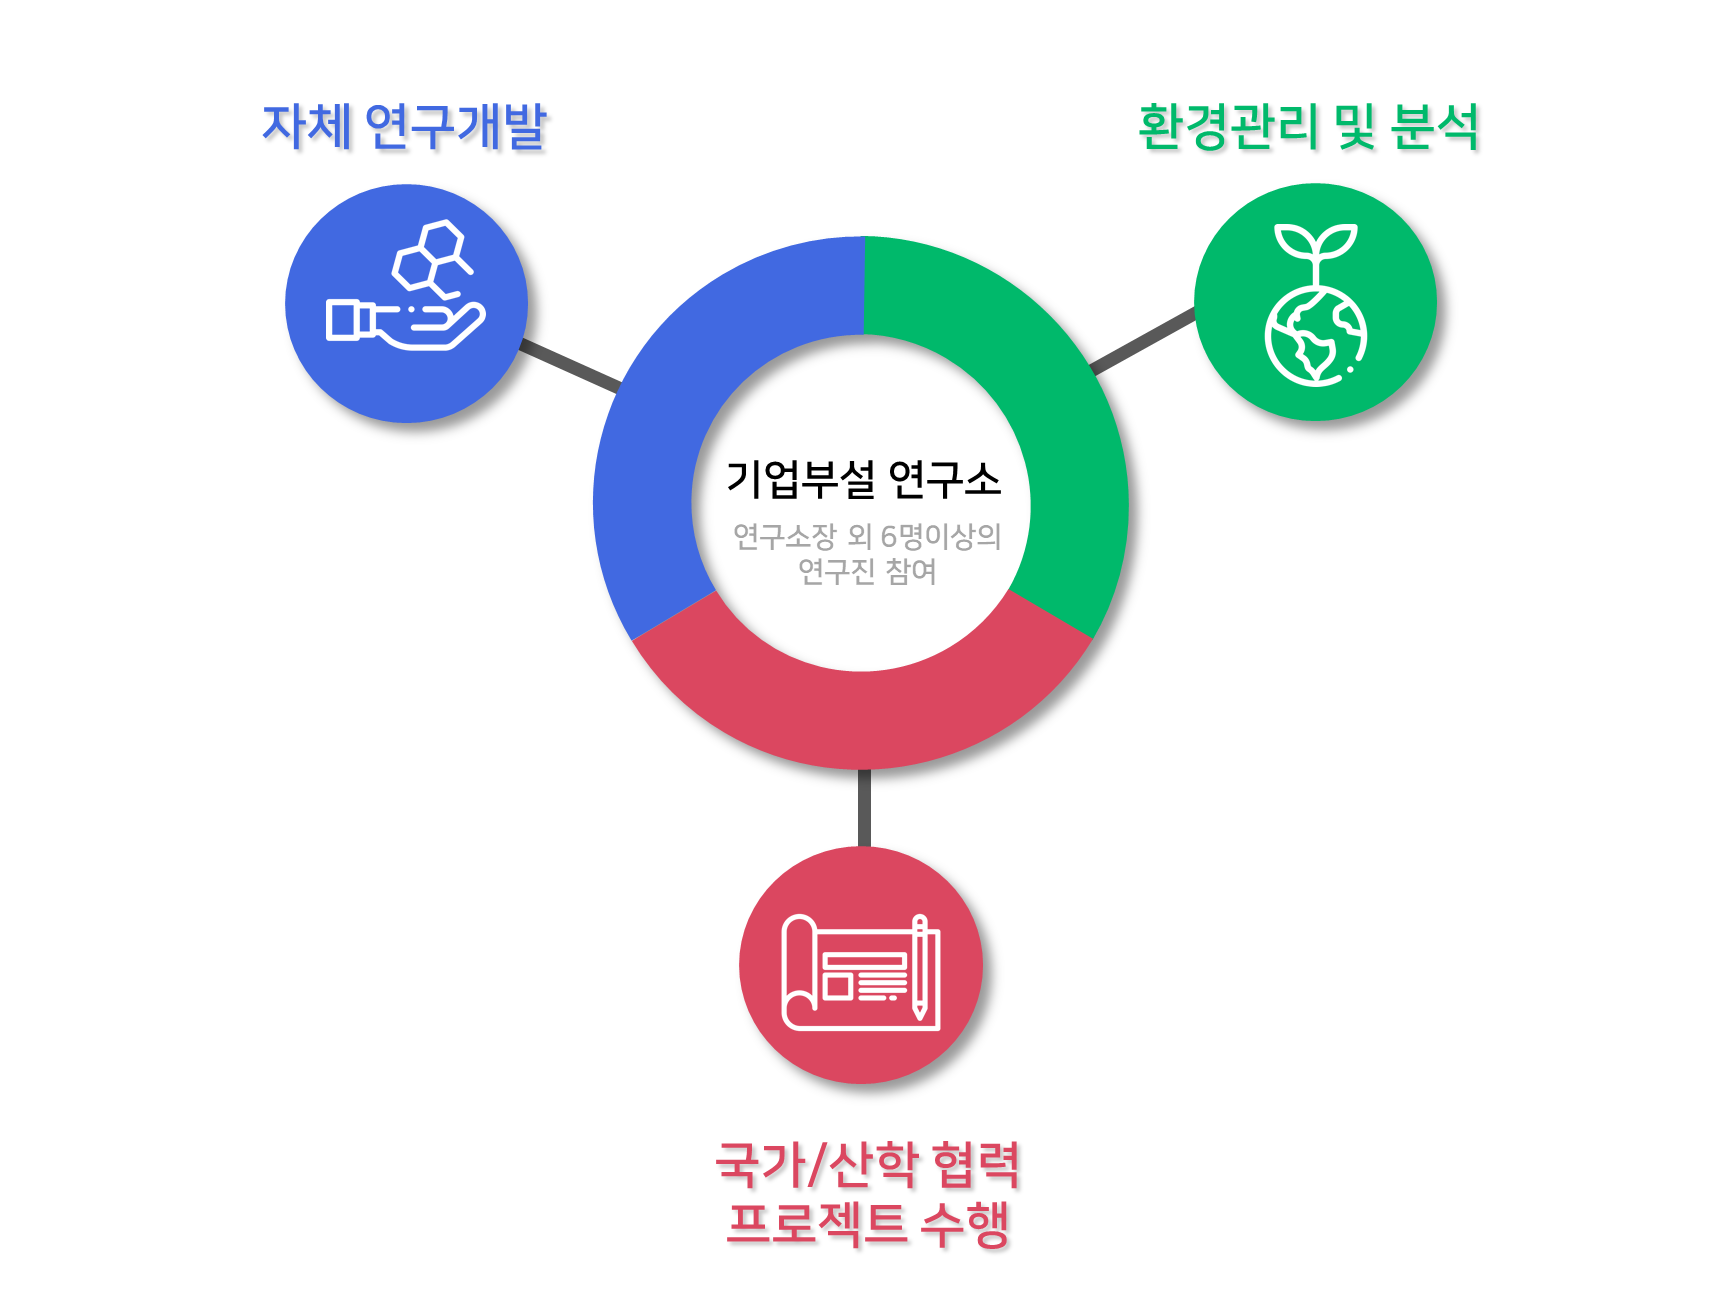 자체 연구개발
환경관리 및 분석
기업부설 연구소
연구소장 외 6명이상의
연구진 참여
국가/산학 협력
프로젝트 수행